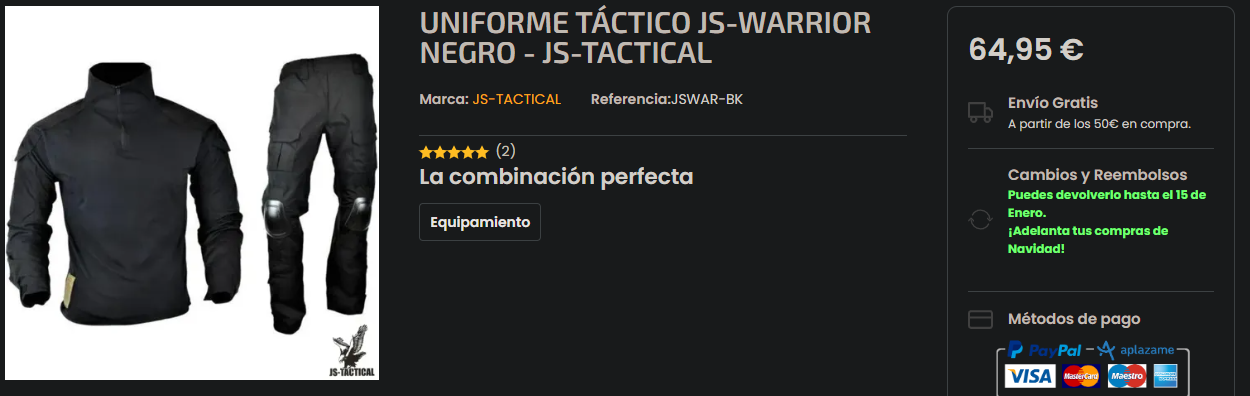 UNIFORME TÁCTICO JS-WARRIOR
NEGRO - JS-TACTICAL
Marca: JS-TACTICAL Referencia:JSWAR-BK
(2)
La combinación perfecta
Equipamiento
JS-TACTICAL
64,95 €
Envío Gratis
A partir de los 50€ en compra.
Cambios y Reembolsos
Puedes devolverlo hasta el 15 de
Enero.
¡Adelanta tus compras de
Navidad!
Métodos de pago
PayPal aplazame
VISA MasterCard Maestro